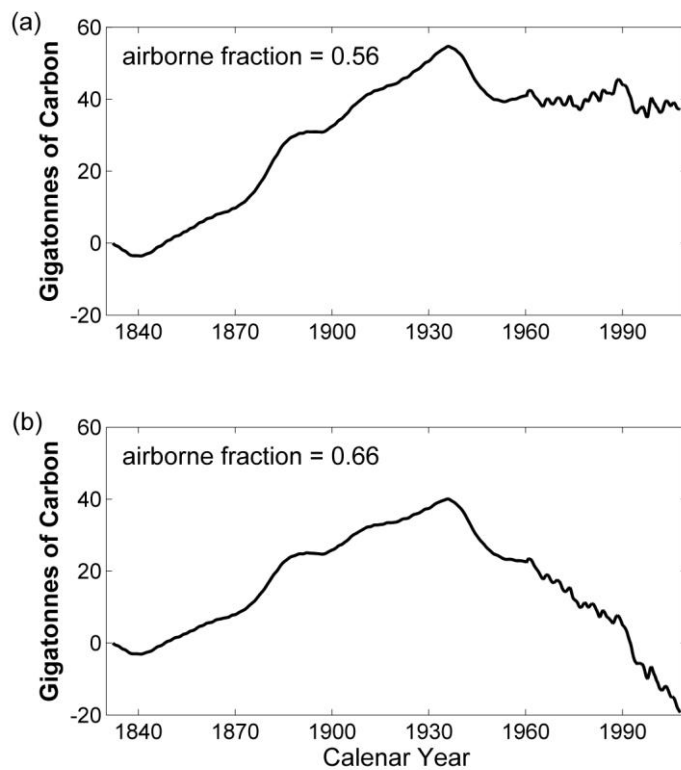 (a)
60
airborne fraction = 0.56
40
20
0
-20
Gigatonnes of Carbon
1840 1870 1900 1930 1960 1990
(b)
60
airborne fraction = 0.66
40
20
0
-20
Gigatonnes of Carbon
1840 1870 1900 1930 1960 1990
Calenar Year